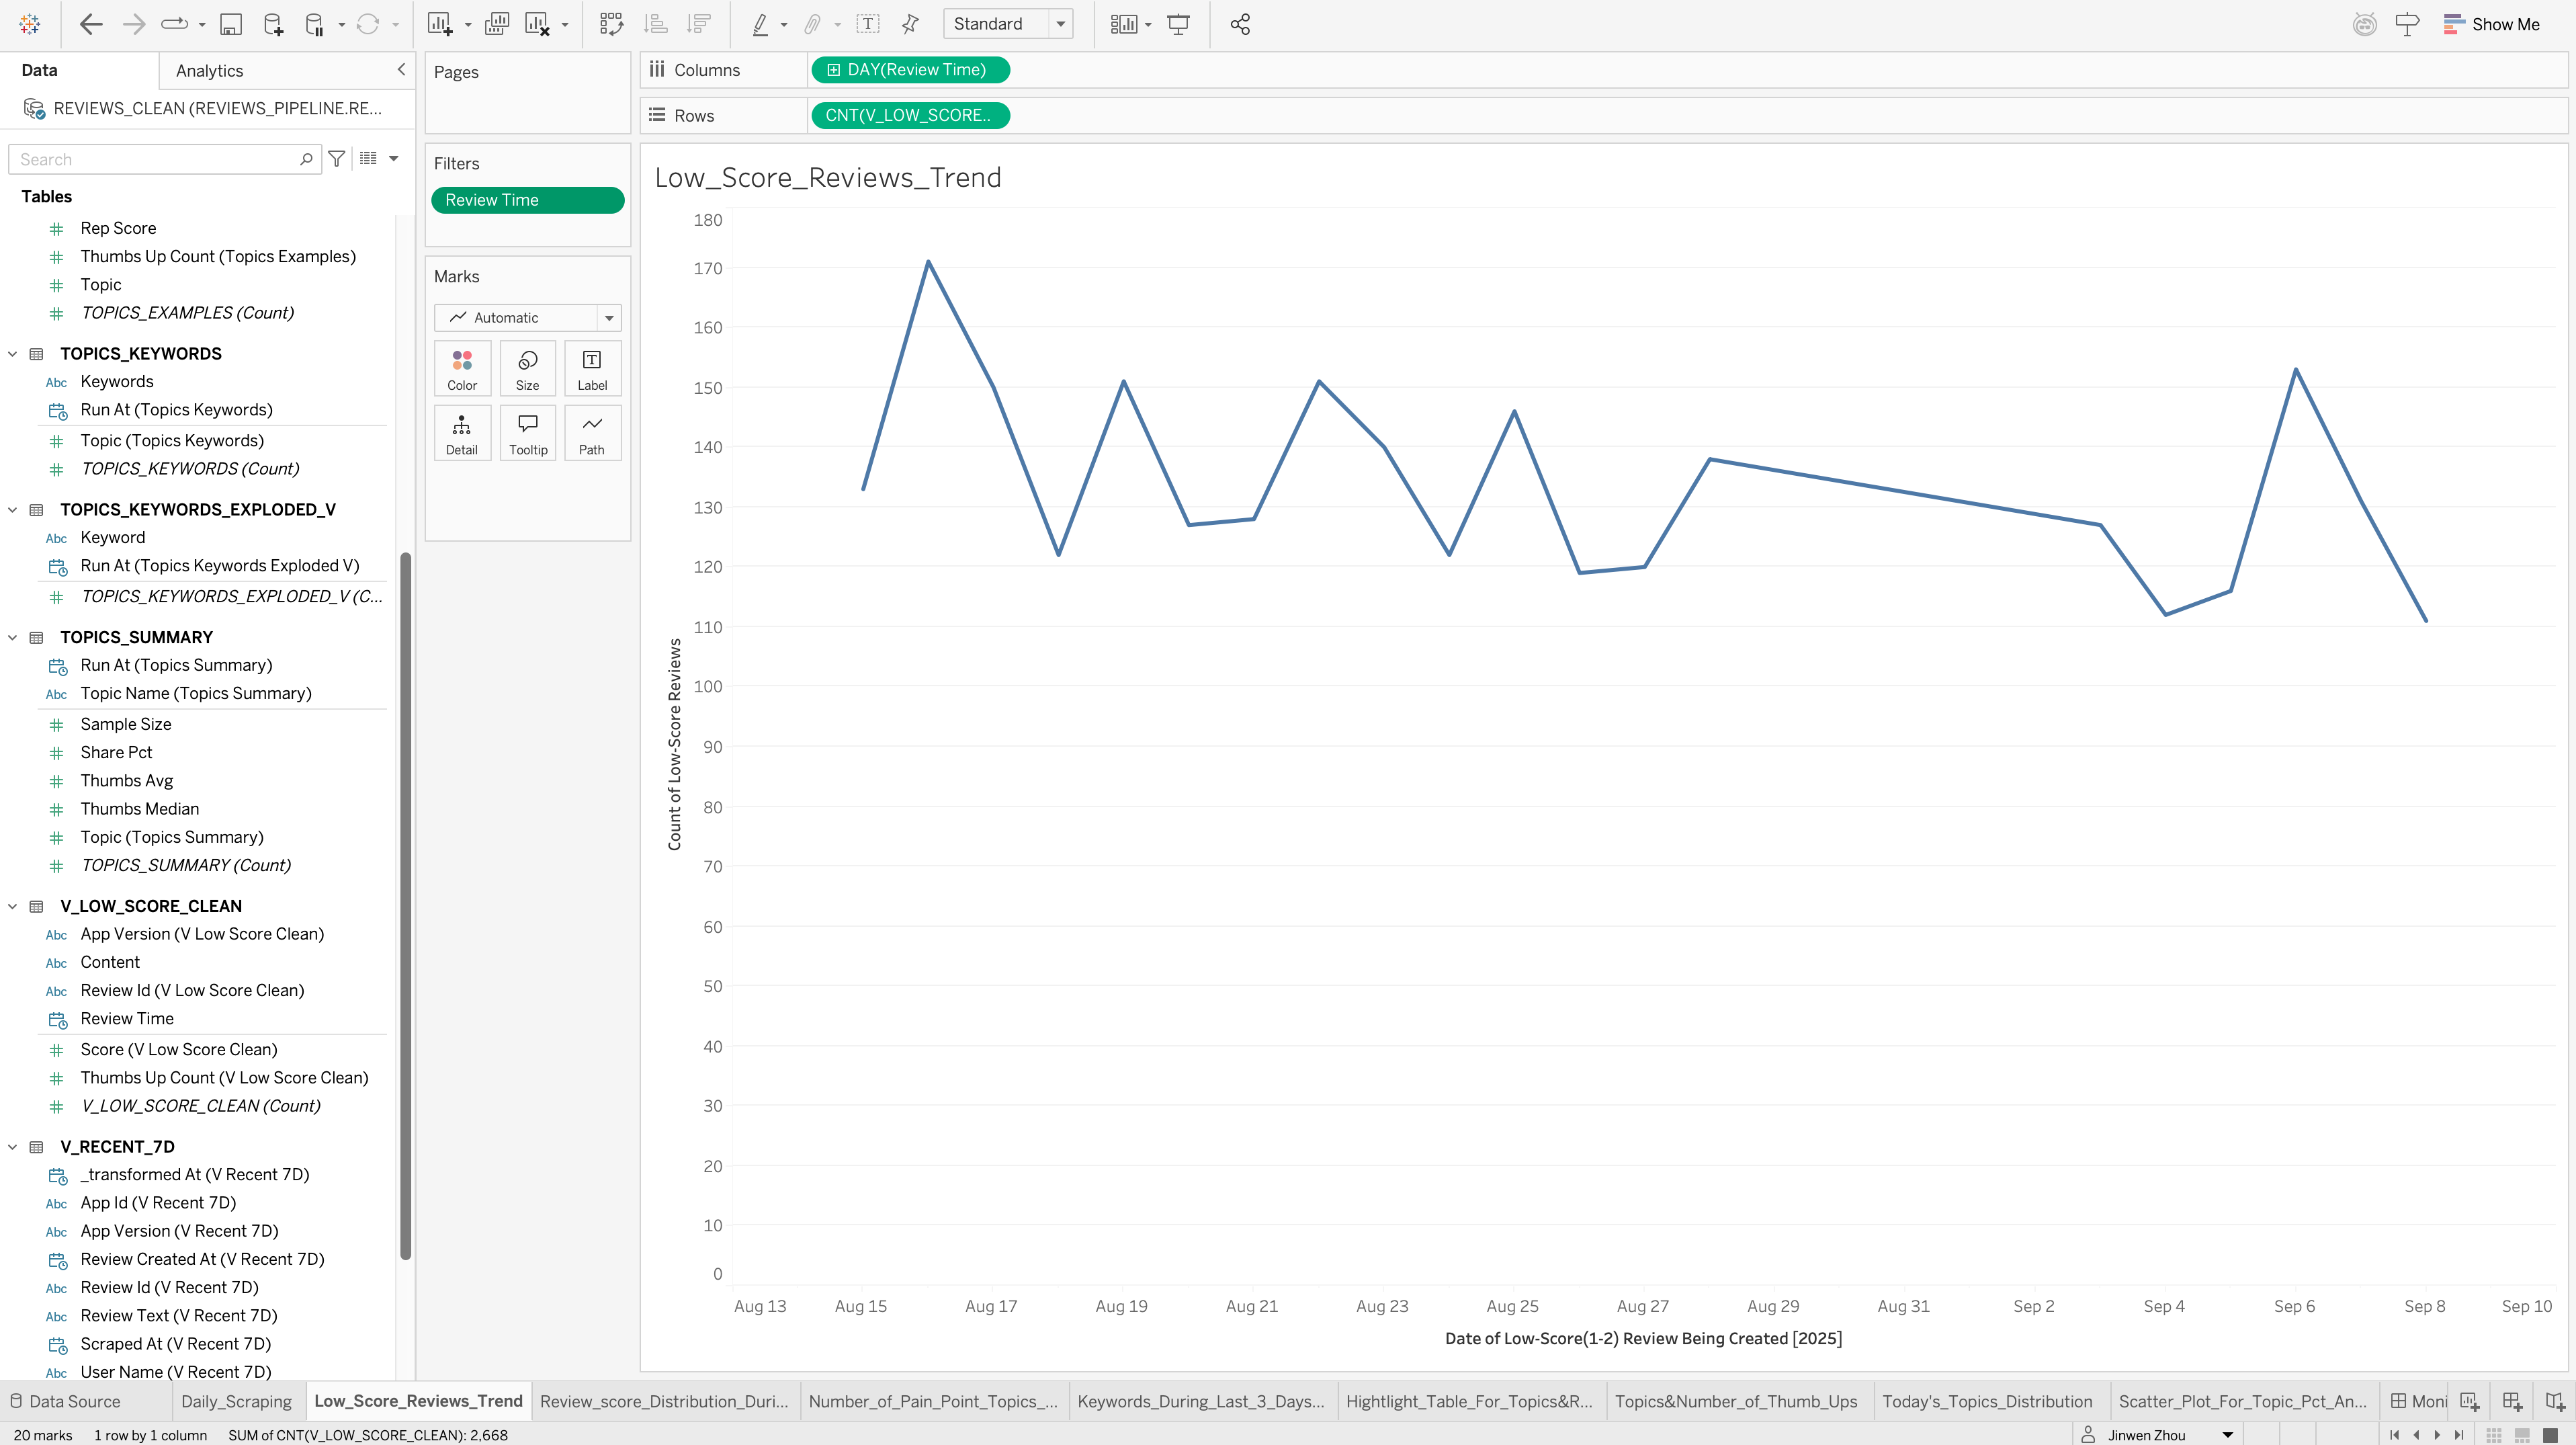 Standard
Show Me
Data
Analytics
REVIEWS_CLEAN (REVIEWS_PIPELINE.RE...
Search
Tables
Rep Score
Thumbs Up Count (Topics Examples)
Topic
TOPICS_EXAMPLES (Count)
TOPICS_KEYWORDS
Abc Keywords
Run At (Topics Keywords)
Topic (Topics Keywords)
TOPICS_KEYWORDS (Count)
TOPICS_KEYWORDS_EXPLODED_V
Abc Keyword
Run At (Topics Keywords Exploded V)
TOPICS_KEYWORDS_EXPLODED_V (C...
TOPICS_SUMMARY
Run At (Topics Summary)
Abc Topic Name (Topics Summary)
Sample Size
Share Pct
Thumbs Avg
Thumbs Median
Topic (Topics Summary)
TOPICS_SUMMARY (Count)
V_LOW_SCORE_CLEAN
Abc App Version (V Low Score Clean)
Abc Content
Abc Review Id (V Low Score Clean)
Review Time
Score (V Low Score Clean)
Thumbs Up Count (V Low Score Clean)
V_LOW_SCORE_CLEAN (Count)
V_RECENT_7D
_transformed At (V Recent 7D)
Abc App Id (V Recent 7D)
Abc App Version (V Recent 7D)
Review Created At (V Recent 7D)
Abc Review Id (V Recent 7D)
Abc Review Text (V Recent 7D)
Scraped At (V Recent 7D)
Abc User Name (V Recent 7D)
Pages
Filters
Review Time
Marks
Automatic
Color Size Label
Detail Tooltip Path
Columns DAY(Review Time)
Rows CNT(V_LOW_SCORE..
Low_Score_Reviews_Trend
180
170
160
150
140
130
120
110
100
90
80
70
60
50
40
30
20
10
0
Count of Low-Score Reviews
Aug 13 Aug 15 Aug 17 Aug 19 Aug 21 Aug 23 Aug 25 Aug 27 Aug 29 Aug 31 Sep 2 Sep 4 Sep 6 Sep 8 Sep 10
Date of Low-Score(1-2) Review Being Created [2025]
Data Source Daily_Scraping Low_Score_Reviews_Trend Review_score_Distribution_Duri... Number_of_Pain_Point_Topics_... Keywords_During_Last_3_Days... Hightlight_Table_For_Topics&R... Topics&Number_of_Thumb_Ups Today's_Topics_Distribution Scatter_Plot_For_Topic_Pct_An... Moni
20 marks 1 row by 1 column SUM of CNT(V_LOW_SCORE_CLEAN): 2,668 Jinwen Zhou